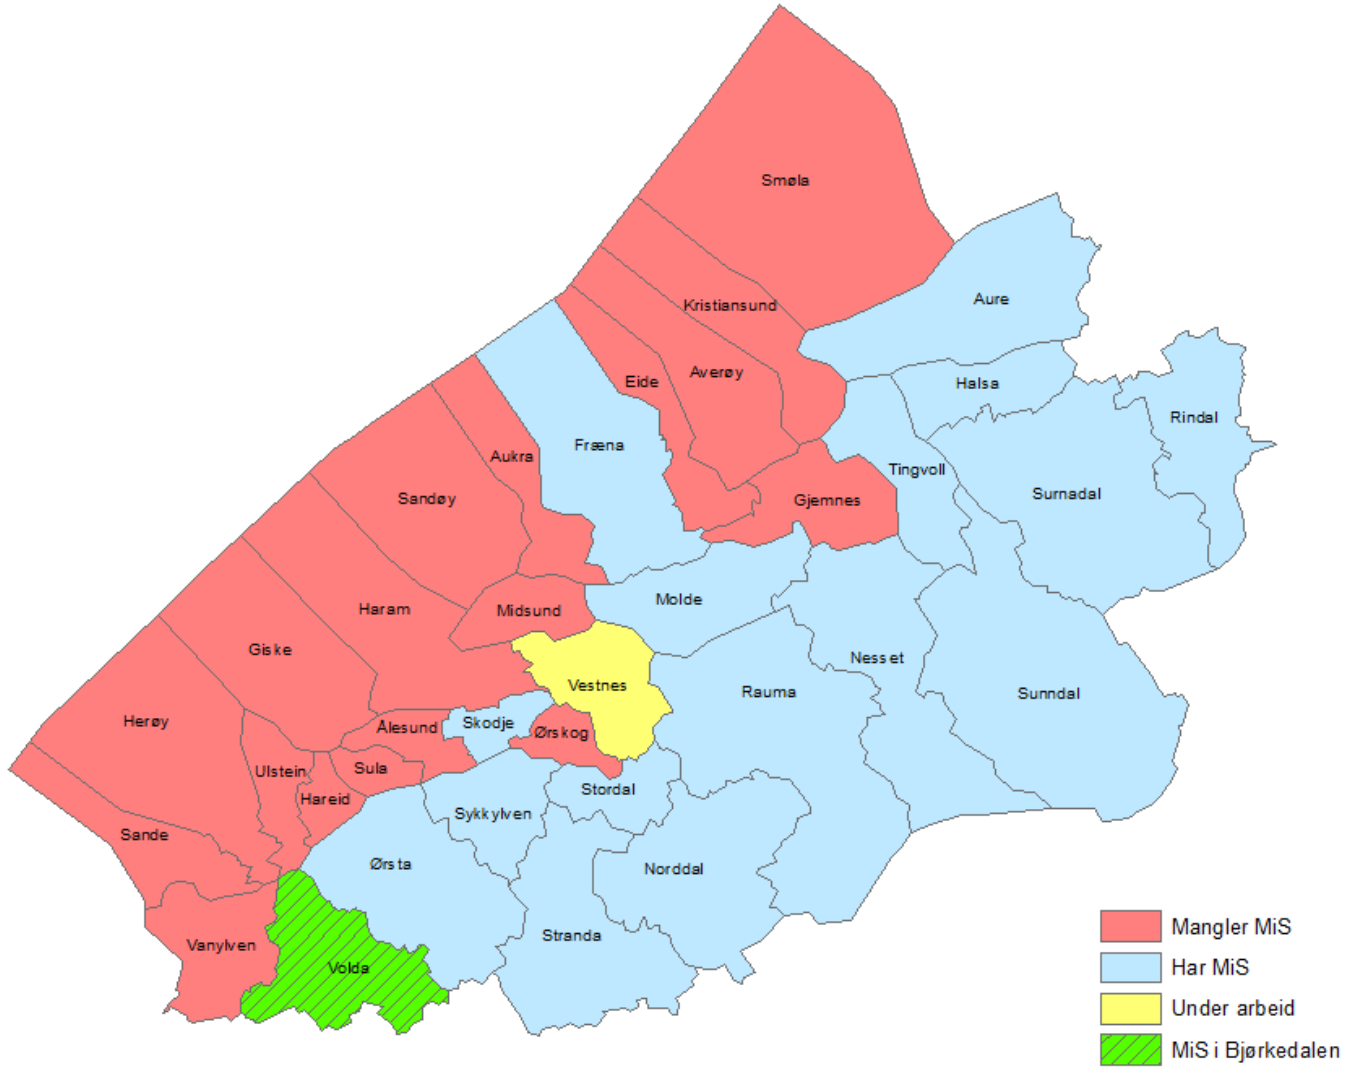 Smøla
Aure
Kristiansund
Halsa
Averøy
Eide
Rindal
Fræna
Aukra
Tingvoll
Surnadal
Sandøy
Gjemnes
Molde
Midsund
Haram
Giske
Nesset
Vestnes
Rauma
Sunndal
Herøy
Skodje
Ålesund
Ørskog
Sula
Ulstein
Hareid
Stordal
Sykkylven
Sande
Ørsta
Norddal
Stranda
Vanylven
Volda
Mangler MiS
Har MiS
Under arbeid
MiS i Bjørkedalen